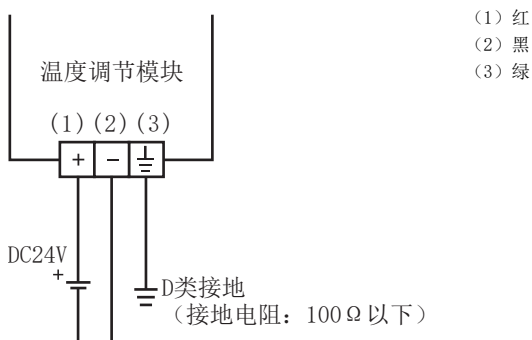 温度调节模块
(1)(2)(3)
+ −
DC24V
+
D类接地
（接地电阻：100Ω以下）
（1）红
（2）黑
（3）绿